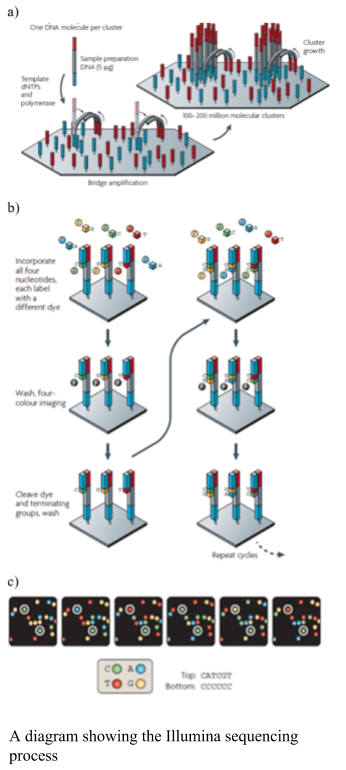 a)
One DNA molecule per cluster
Sample preparation
DNA (5 µg)
Template
dNTPs
and
polymerase
Bridge amplification
Cluster
growth
100–200 million molecular clusters
b)
G
C
T
A
Incorporate
all four
nucleotides,
each label
with a
different dye
Wash, four-
colour imaging
Cleave dye
and terminating
groups, wash
Repeat cycles
c)
C A
T G
Top: CATCGT
Bottom: CCCCCC
A diagram showing the Illumina sequencing
process